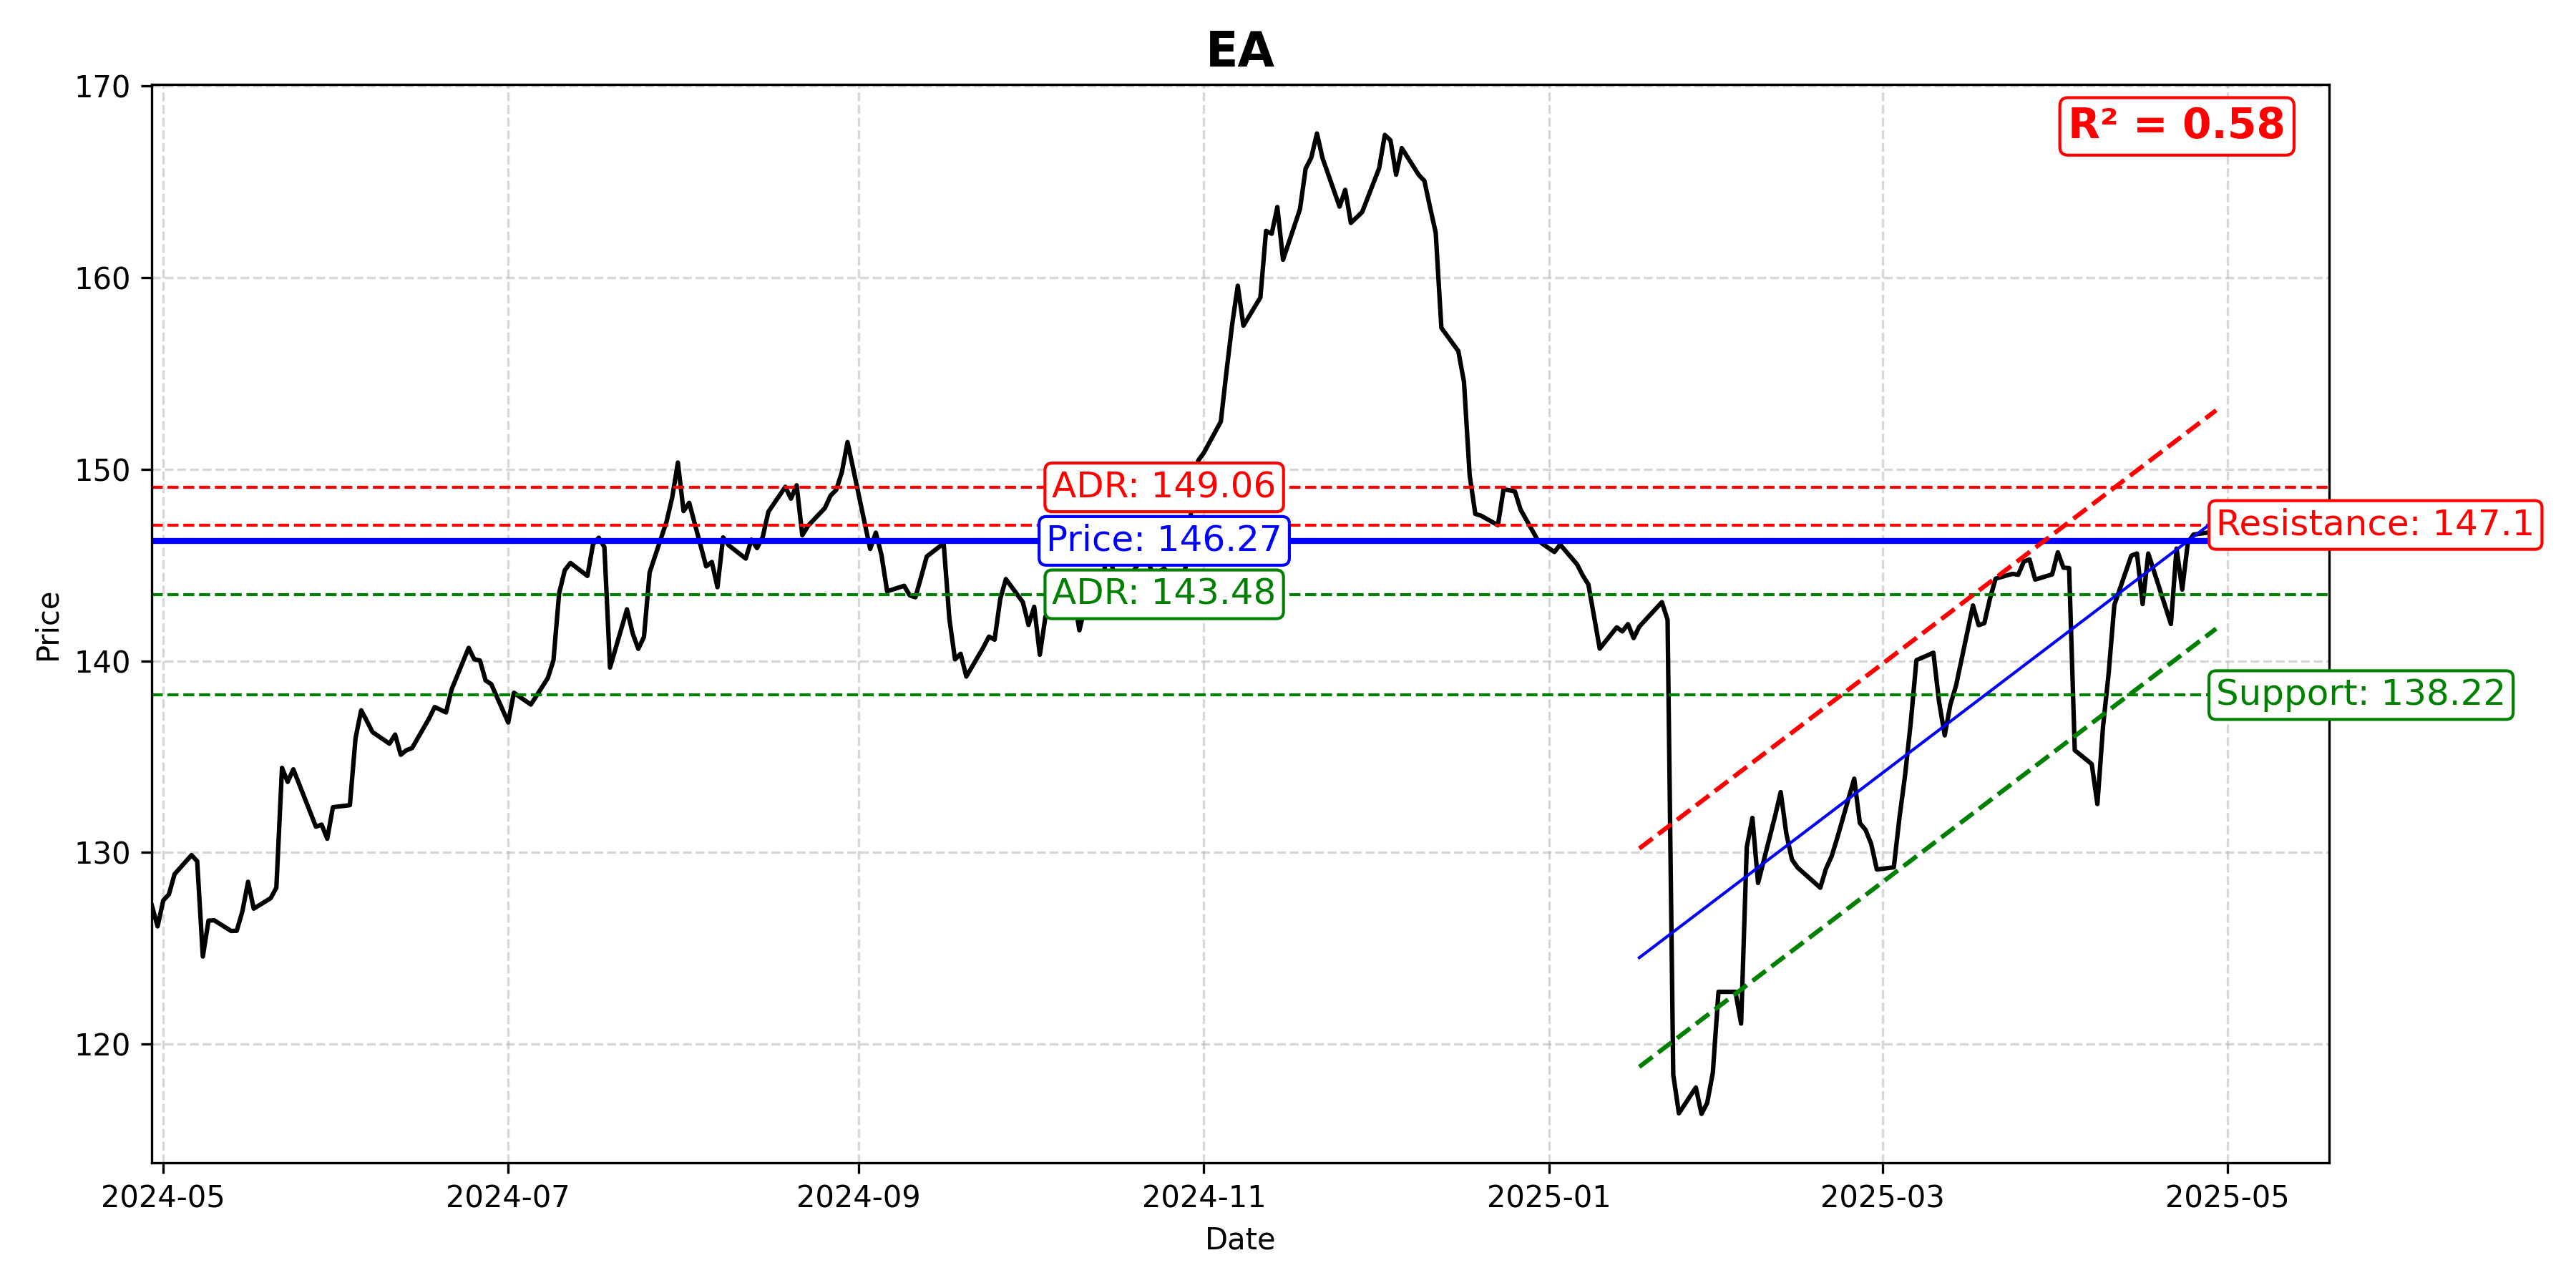 EA
170
160
150
140
130
120
Price
R² = 0.58
ADR: 149.06
Price: 146.27
ADR: 143.48
Resistance: 147.1
Support: 138.22
2024-05
2024-07
2024-09
2024-11
2025-01
2025-03
2025-05
Date